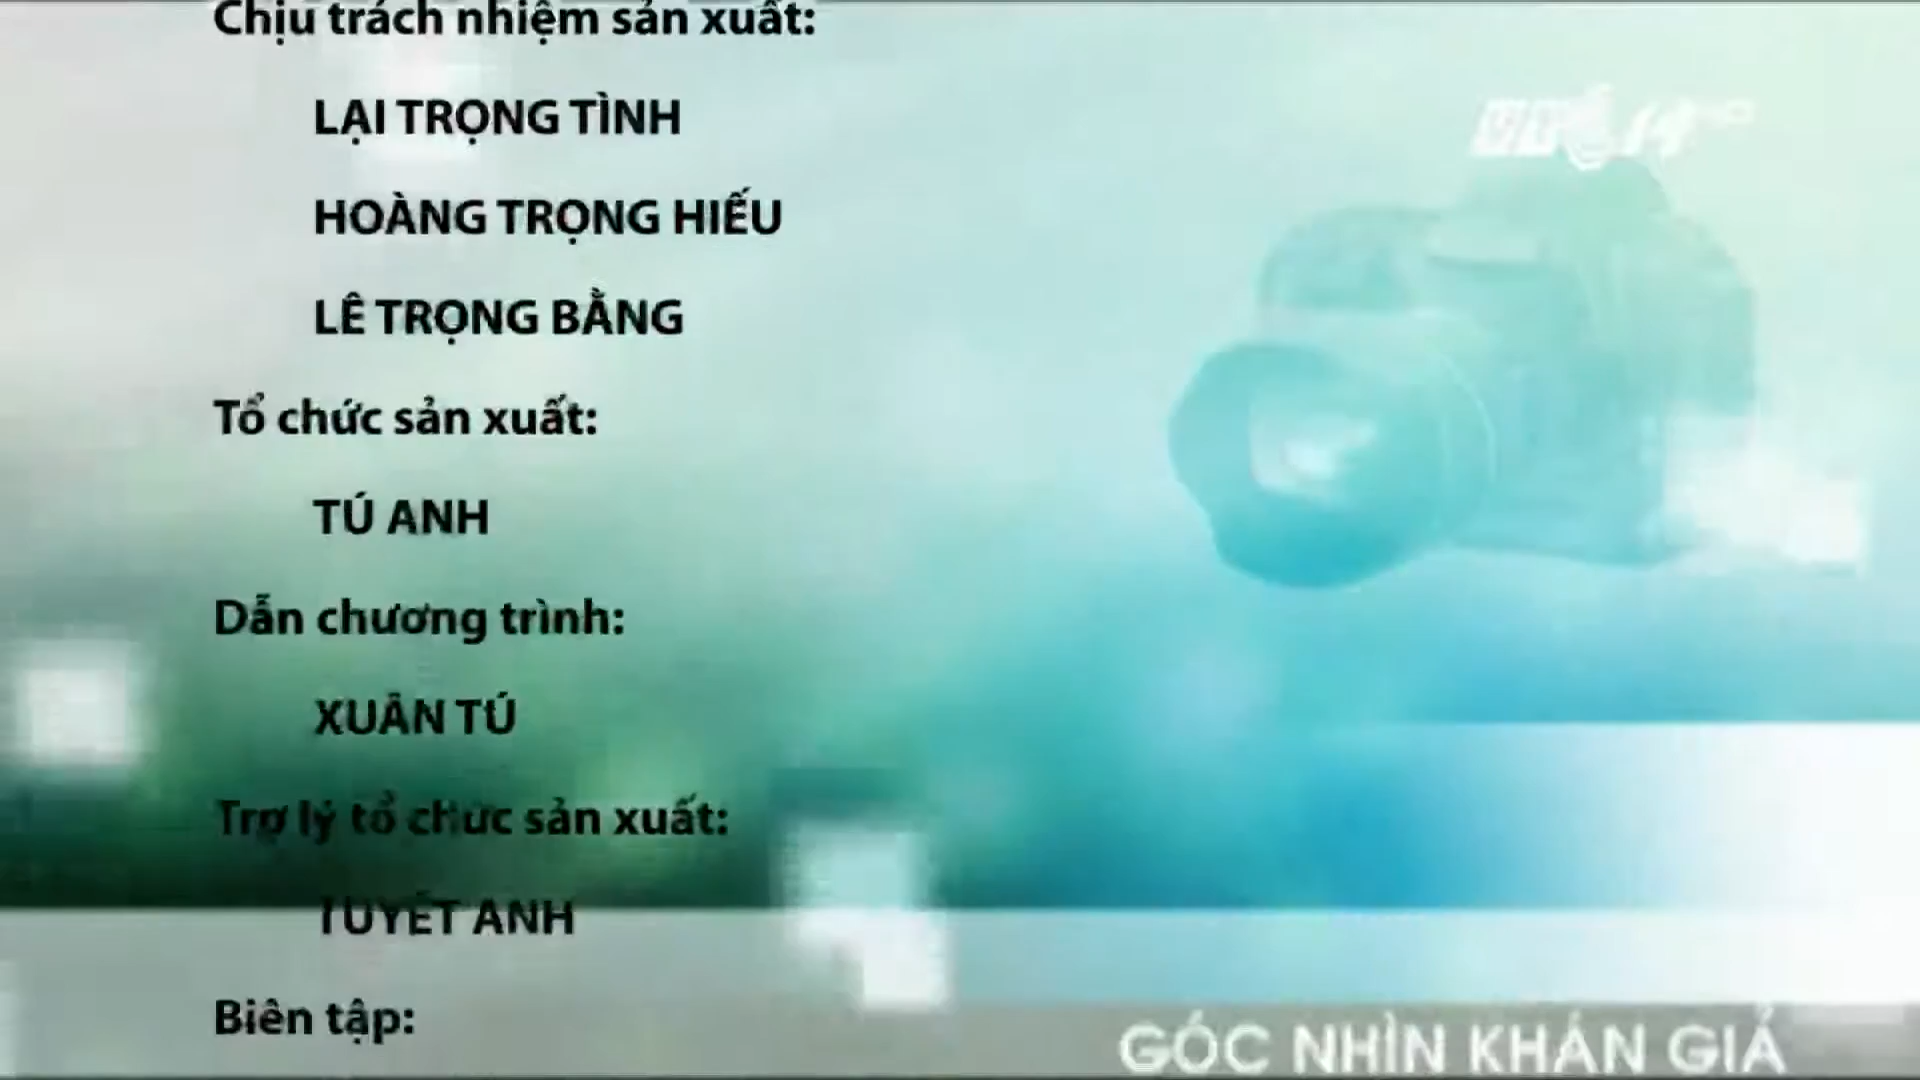 Chịu trách nhiệm sản xuất:
LẠI TRỌNG TÌNH
HOÀNG TRỌNG HIẾU
LÊ TRỌNG BẰNG
Tổ chức sản xuất:
TÚ ANH
Dẫn chương trình:
XUÂN TÚ
Trợ lý tổ chức sản xuất:
TUYẾT ANH
Biên tập:
VTC14 HD
GÓC NHÌN KHÁN GIẢ